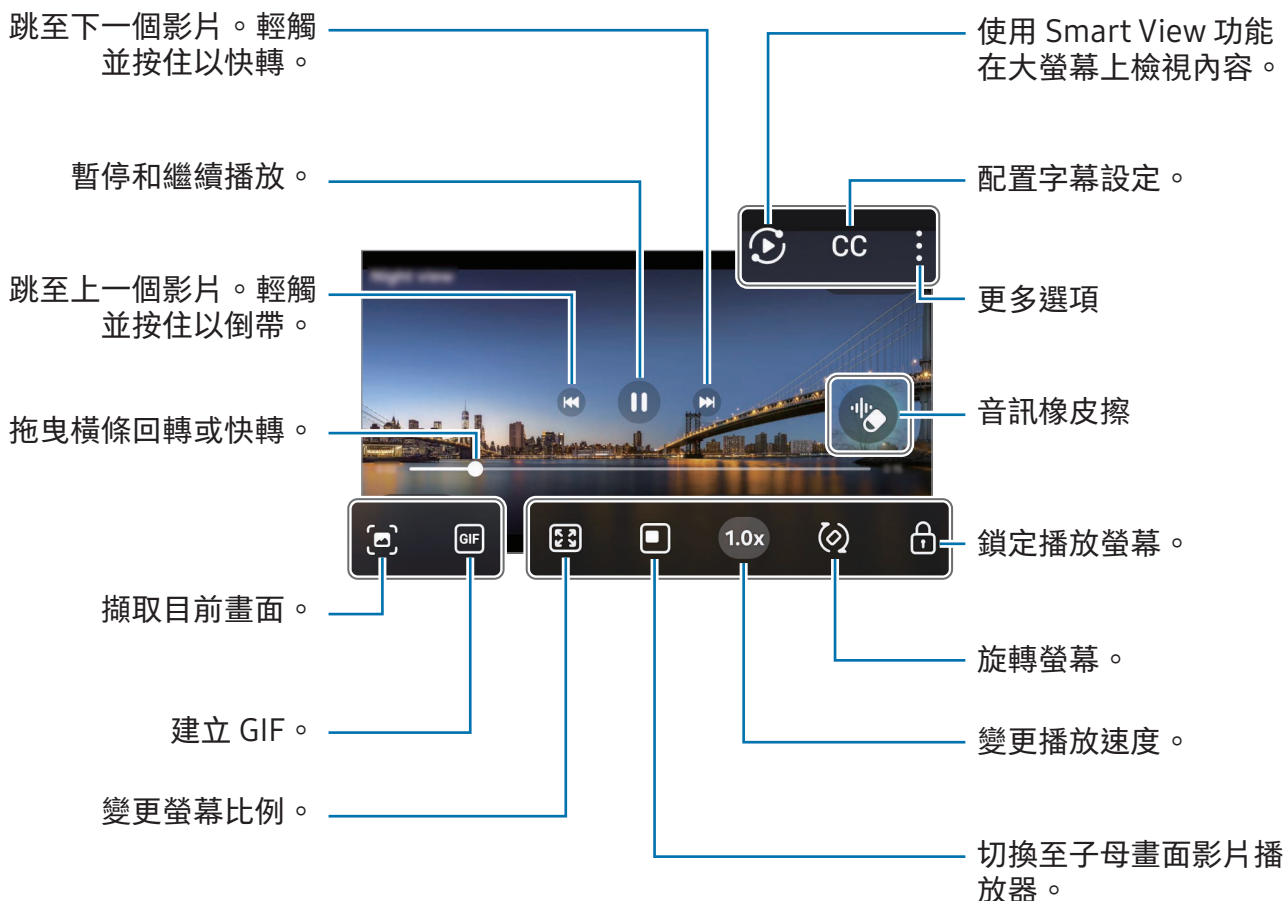 跳至下一個影片。輕觸
並按住以快轉。
使用 Smart View 功能
在大螢幕上檢視內容。
暫停和繼續播放。
配置字幕設定。
CC
跳至上一個影片。輕觸
並按住以倒帶。
更多選項
Night view
拖曳橫條回轉或快轉。
音訊橡皮擦
GIF
1.0x
鎖定播放螢幕。
擷取目前畫面。
旋轉螢幕。
建立 GIF。
變更播放速度。
變更螢幕比例。
切換至子母畫面影片播
放器。